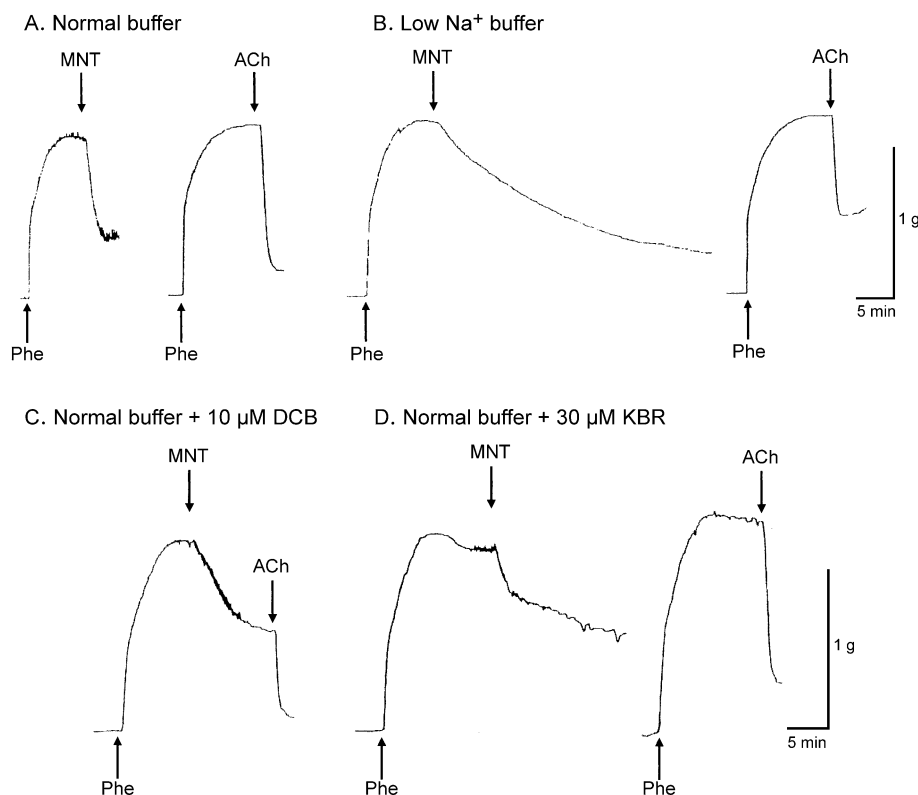 A. Normal buffer
B. Low Na⁺ buffer
MNT
ACh
MNT
ACh
1 g
5 min
Phe
Phe
Phe
Phe
C. Normal buffer + 10 µM DCB
D. Normal buffer + 30 µM KBR
MNT
MNT
ACh
ACh
1 g
5 min
Phe
Phe
Phe